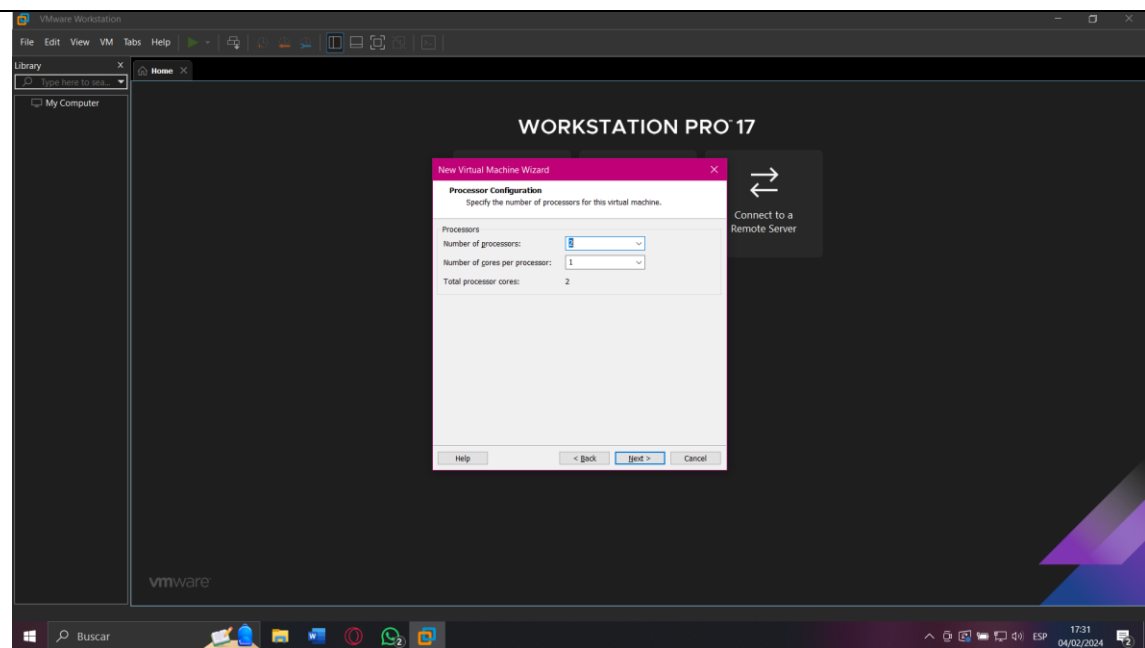 VMware Workstation
File Edit View VM Tabs Help
Library X
Type here to sea...
Home
My Computer
WORKSTATION PRO™ 17
New Virtual Machine Wizard
Processor Configuration
Specify the number of processors for this virtual machine.
Connect to a
Remote Server
Processors
Number of processors: 2
Number of cores per processor: 1
Total processor cores: 2
Help < Back Next > Cancel
vmware
Buscar
2
ESP
17:31
04/02/2024
2